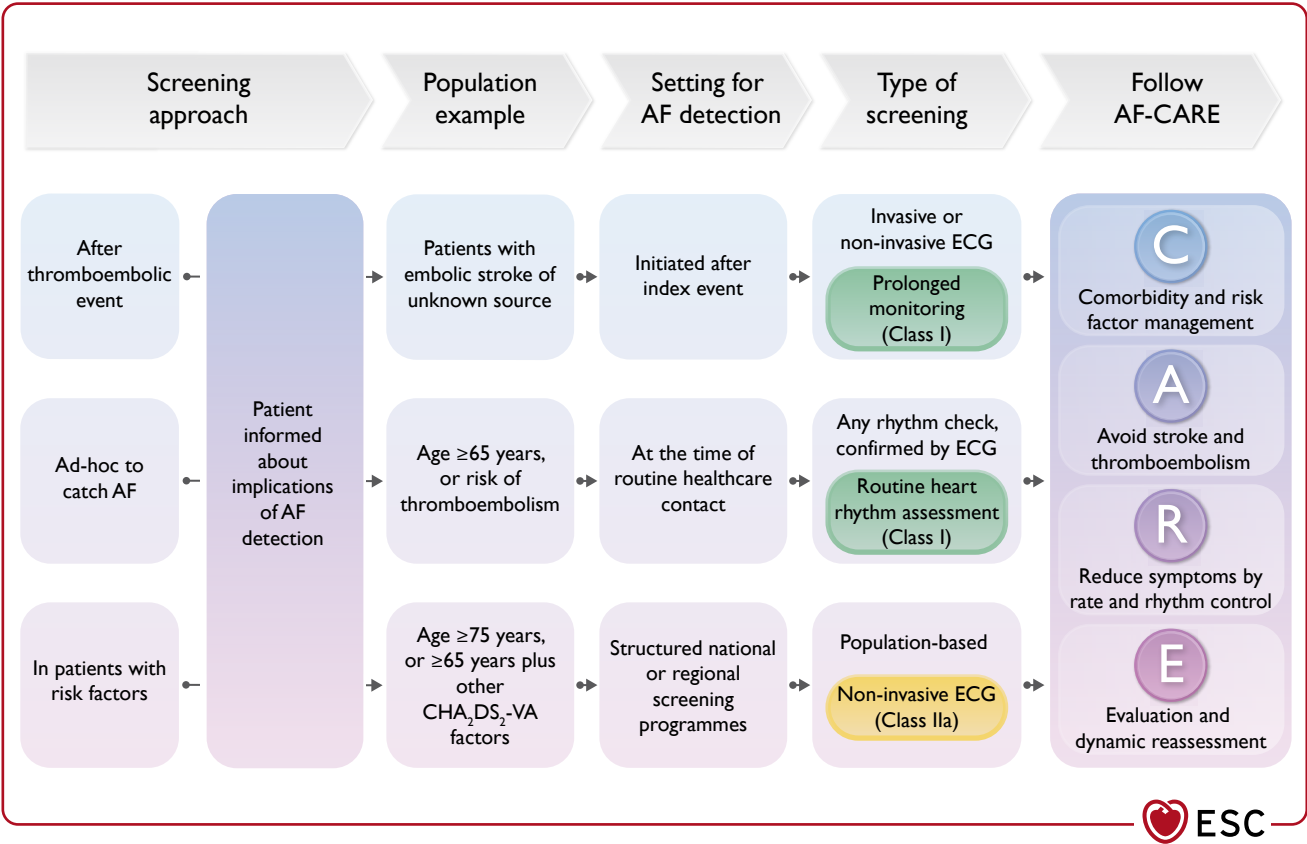 Screening
approach
Population
example
Setting for
AF detection
Type of
screening
Follow
AF-CARE
After
thromboembolic
event
Patient
informed
about
implications
of AF
detection
Patients with
embolic stroke of
unknown source
Initiated after
index event
Invasive or
non-invasive ECG
Prolonged
monitoring
(Class I)
Ad-hoc to
catch AF
Age ≥65 years,
or risk of
thromboembolism
At the time of
routine healthcare
contact
Any rhythm check,
confirmed by ECG
Routine heart
rhythm assessment
(Class I)
In patients with
risk factors
Age ≥75 years,
or ≥65 years plus
other
CHA₂DS₂-VA
factors
Structured national
or regional
screening
programmes
Population-based
Non-invasive ECG
(Class IIa)
C
Comorbidity and risk
factor management
A
Avoid stroke and
thromboembolism
R
Reduce symptoms by
rate and rhythm control
E
Evaluation and
dynamic reassessment
ESC